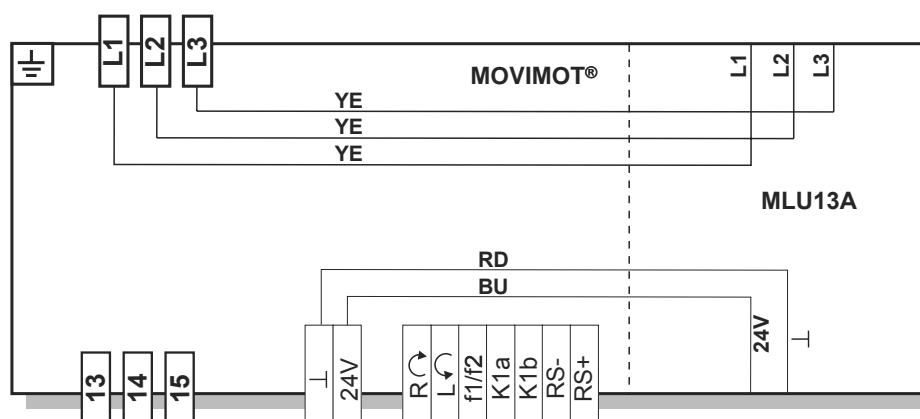 L1 L2 L3
MOVIMOT®
L1 L2 L3
YE
YE
YE
MLU13A
RD
BU
24V ⊥
⊥ 24V
R L f1/f2 K1a K1b RS- RS+
13 14 15